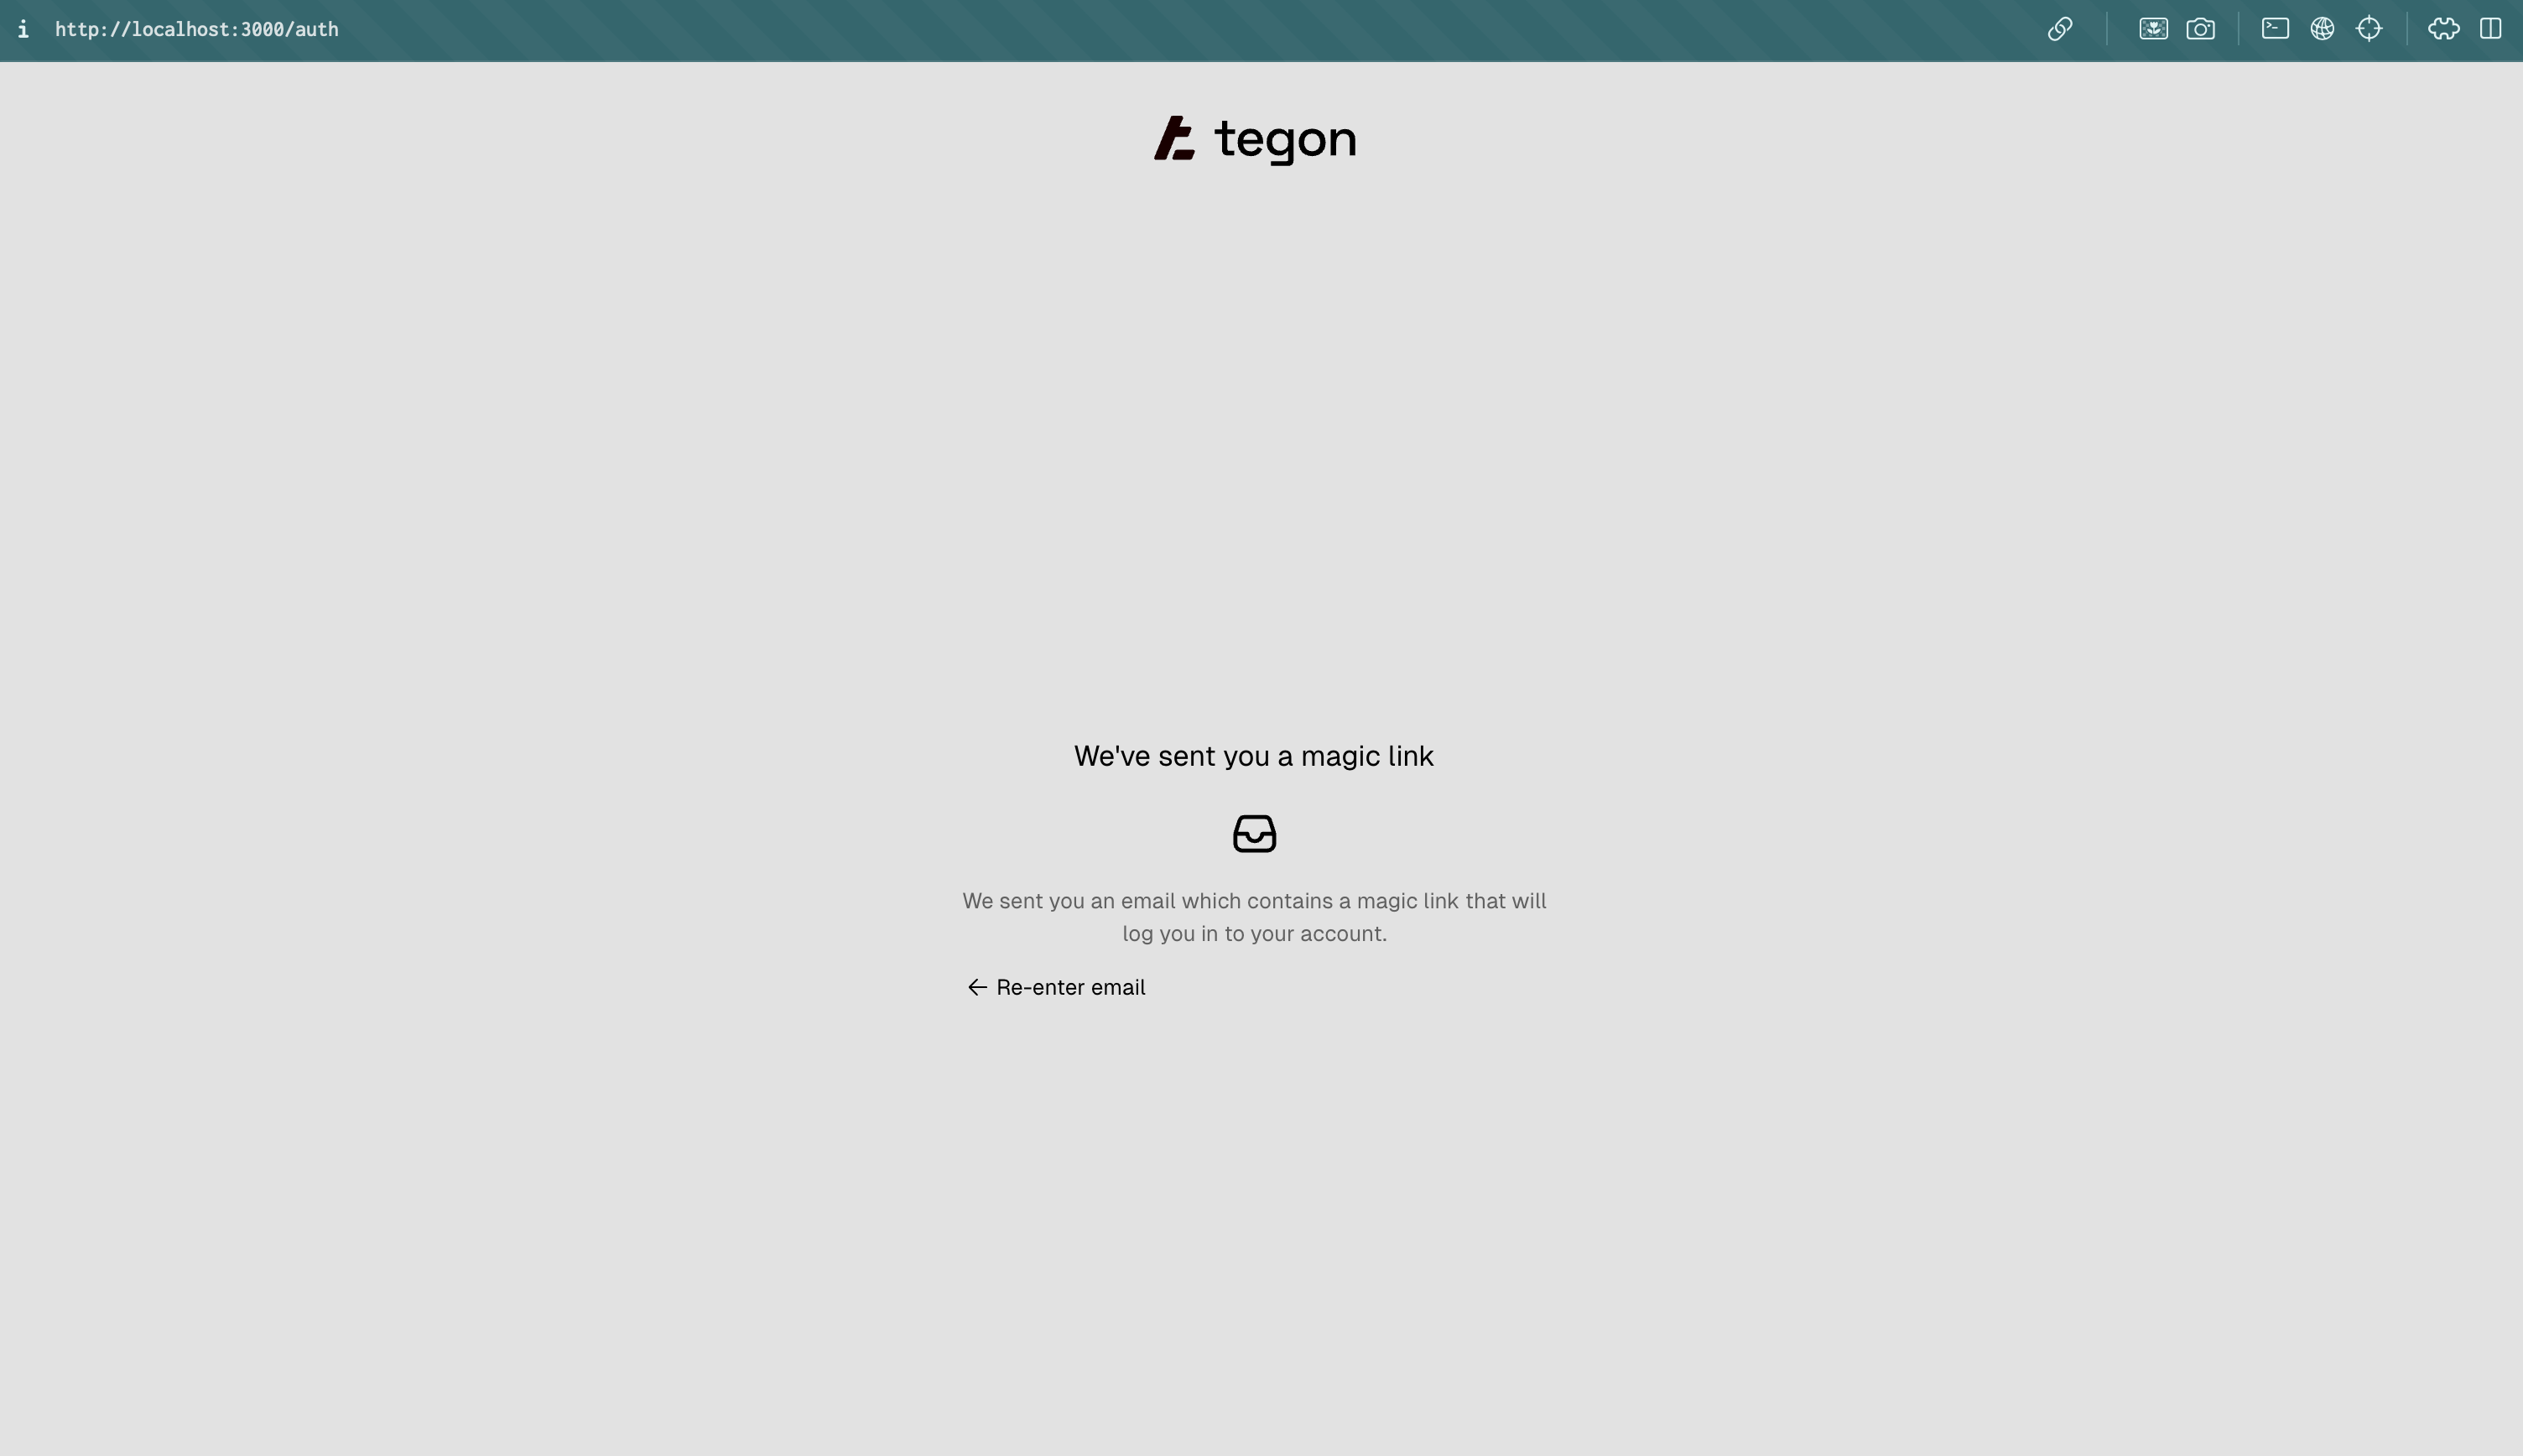 http://localhost:3000/auth
tegon
We've sent you a magic link
We sent you an email which contains a magic link that will
log you in to your account.
← Re-enter email